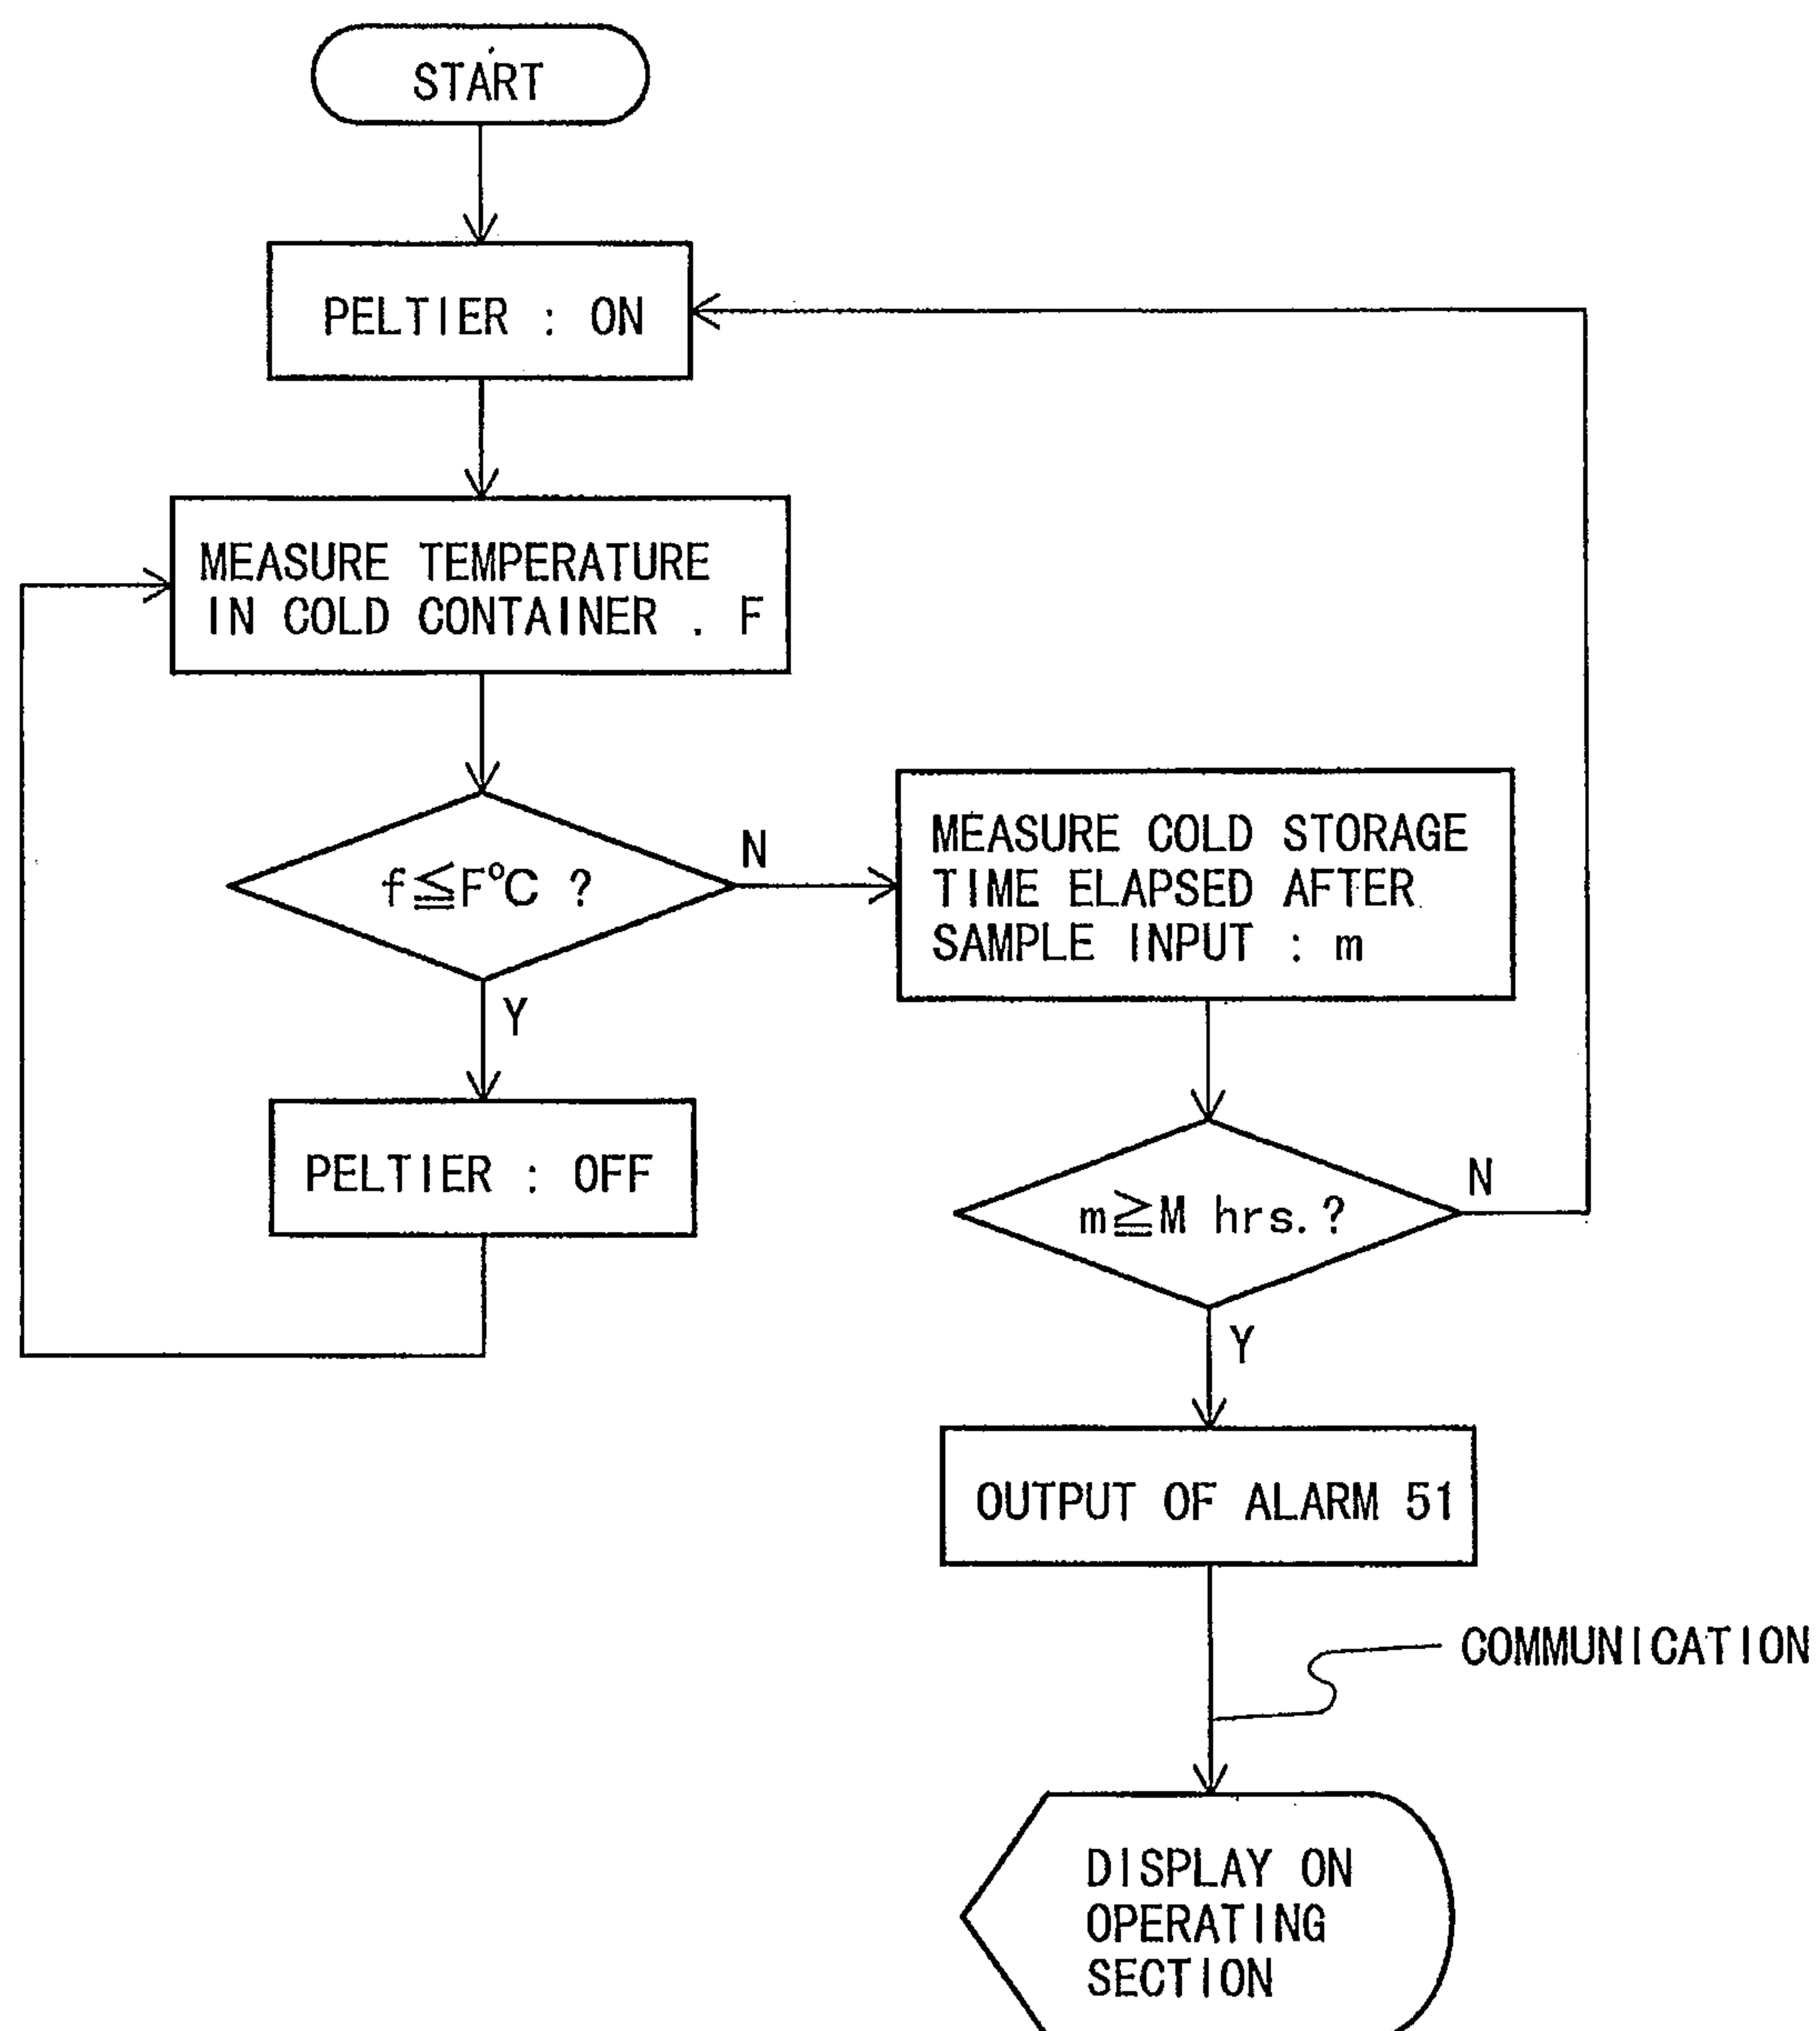 START
PELTIER : ON
MEASURE TEMPERATURE
IN COLD CONTAINER . F
f≦F°C ?
N
Y
PELTIER : OFF
MEASURE COLD STORAGE
TIME ELAPSED AFTER
SAMPLE INPUT : m
m≧M hrs.?
N
Y
OUTPUT OF ALARM 51
COMMUNICATION
DISPLAY ON
OPERATING
SECTION